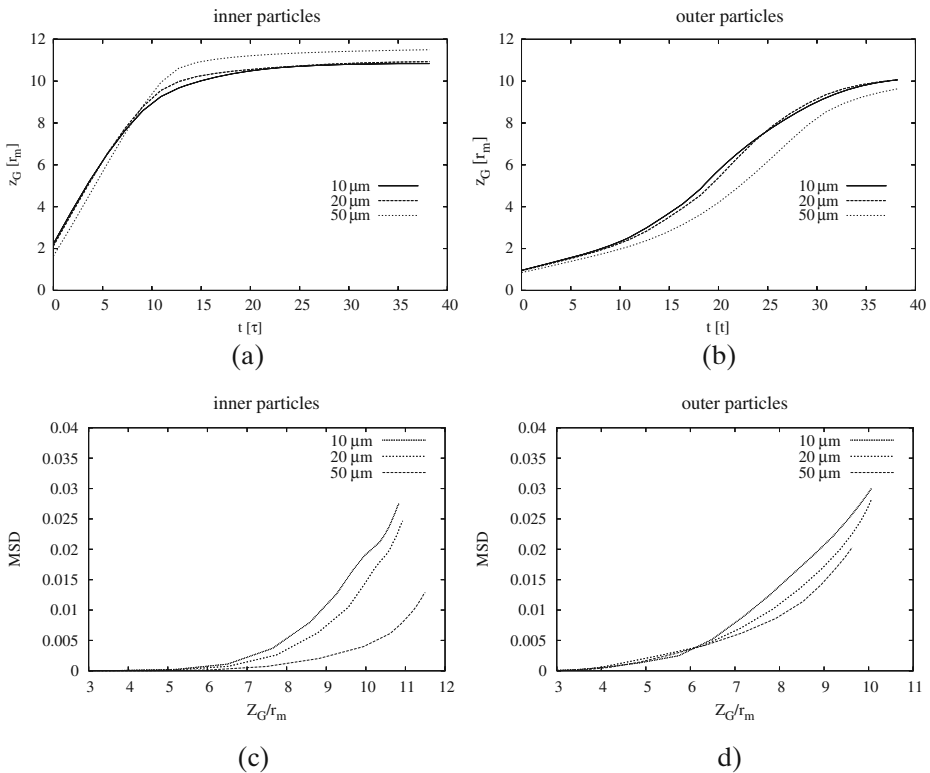 inner particles
12
10
8
6
4
2
0
z_G [r_m]
10 µm
20 µm
50 µm
0 5 10 15 20 25 30 35 40
t [τ]
(a)
outer particles
12
10
8
6
4
2
0
z_G [r_m]
10 µm
20 µm
50 µm
0 5 10 15 20 25 30 35 40
t [t]
(b)
inner particles
0.04
0.035
0.03
0.025
0.02
0.015
0.01
0.005
0
MSD
10 µm
20 µm
50 µm
3 4 5 6 7 8 9 10 11 12
Z_G/r_m
(c)
outer particles
0.04
0.035
0.03
0.025
0.02
0.015
0.01
0.005
0
MSD
10 µm
20 µm
50 µm
3 4 5 6 7 8 9 10 11
Z_G/r_m
d)